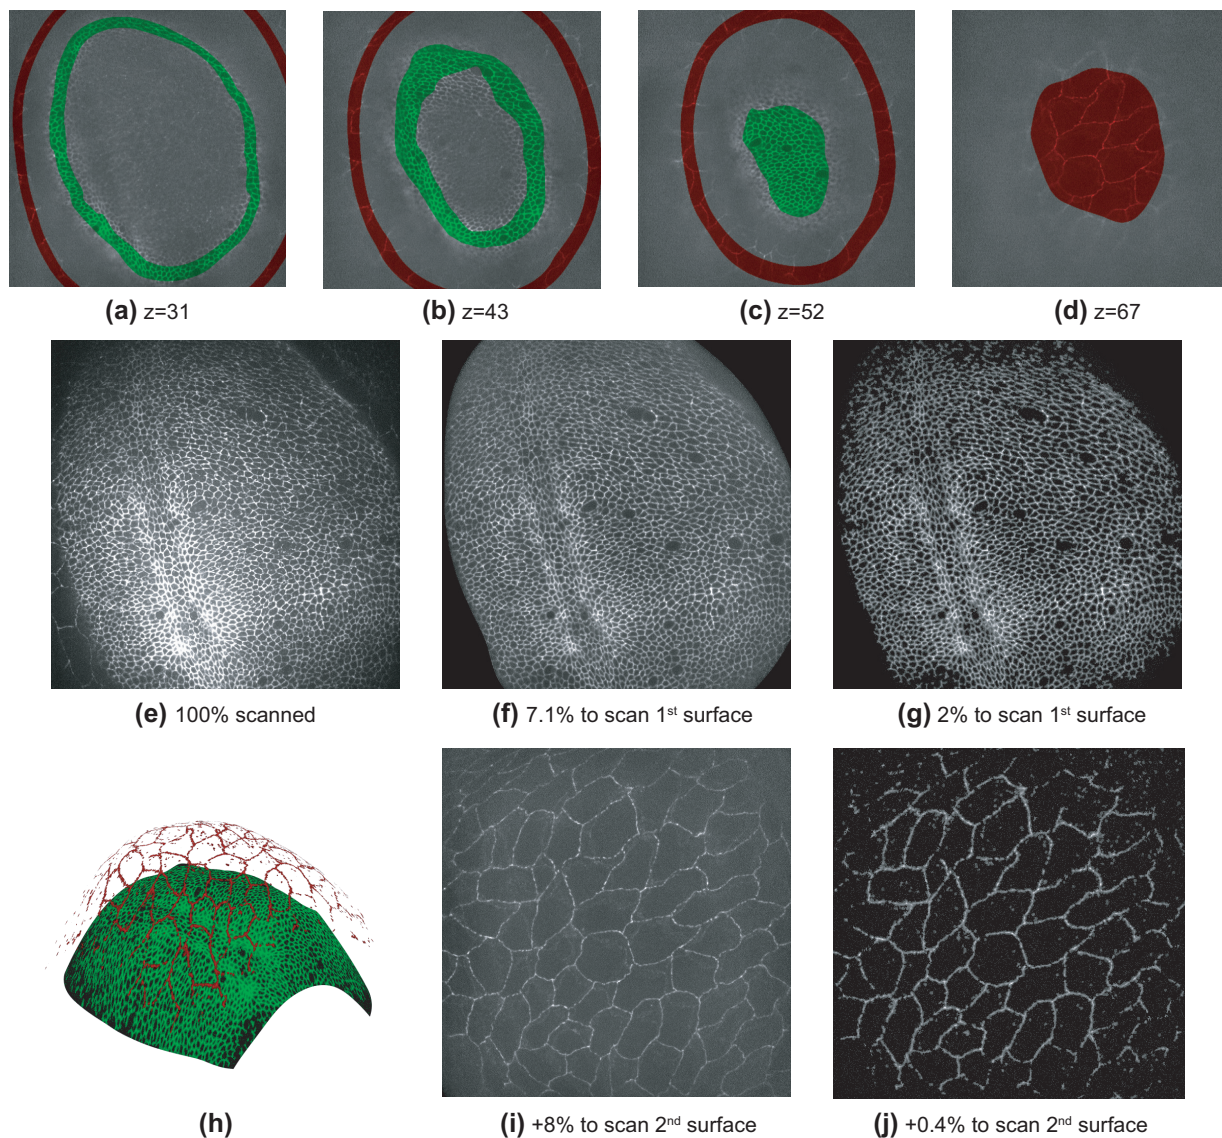 (a) z=31
(b) z=43
(c) z=52
(d) z=67
(e) 100% scanned
(f) 7.1% to scan 1st surface
(g) 2% to scan 1st surface
(h)
(i) +8% to scan 2nd surface
(j) +0.4% to scan 2nd surface